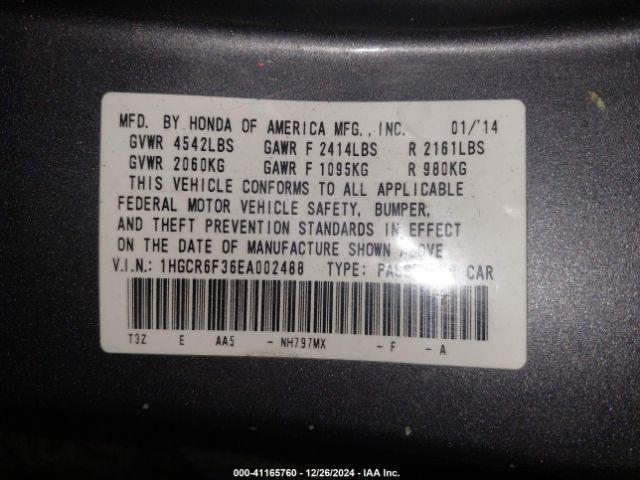 MFD. BY HONDA OF AMERICA MFG., INC. 01/'14
GVWR 4542LBS GAWR F 2414LBS R 2161LBS
GVWR 2060KG GAWR F 1095KG R 980KG
THIS VEHICLE CONFORMS TO ALL APPLICABLE
FEDERAL MOTOR VEHICLE SAFETY, BUMPER,
AND THEFT PREVENTION STANDARDS IN EFFECT
ON THE DATE OF MANUFACTURE SHOWN ABOVE
V.I.N.: 1HGCR6F36EA002488 TYPE: CAR
T3Z E AA5 - NH797MX - F - A
000-41165760 - 12/26/2024 - IAA Inc.